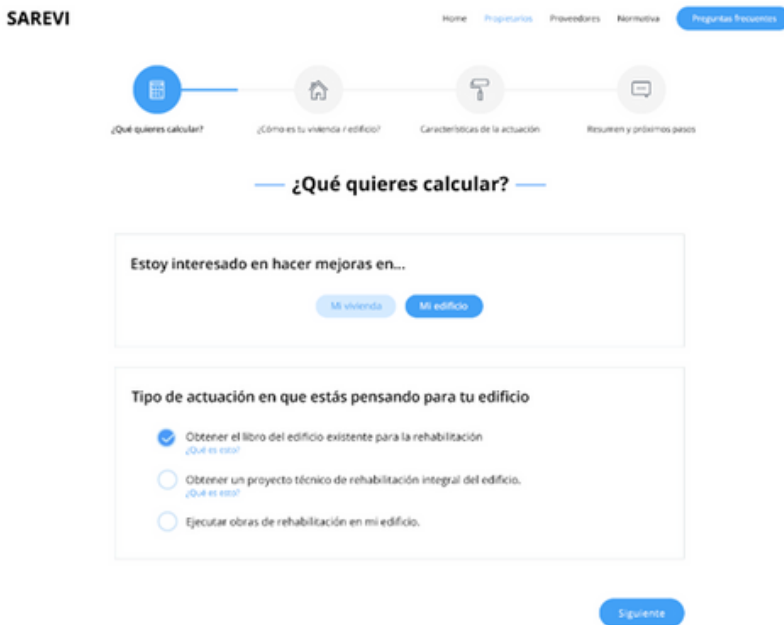 SAREVI
Home Propietarios Proveedores Normativa Preguntas frecuentes
¿Qué quieres calcular? ¿Cómo es tu vivienda / edificio? Características de la actuación Resumen y próximos pasos
¿Qué quieres calcular?
Estoy interesado en hacer mejoras en...
Mi vivienda Mi edificio
Tipo de actuación en que estás pensando para tu edificio
Obtener el libro del edificio existente para la rehabilitación
¿Qué es esto?
Obtener un proyecto técnico de rehabilitación integral del edificio.
¿Qué es esto?
Ejecutar obras de rehabilitación en mi edificio.
Siguiente